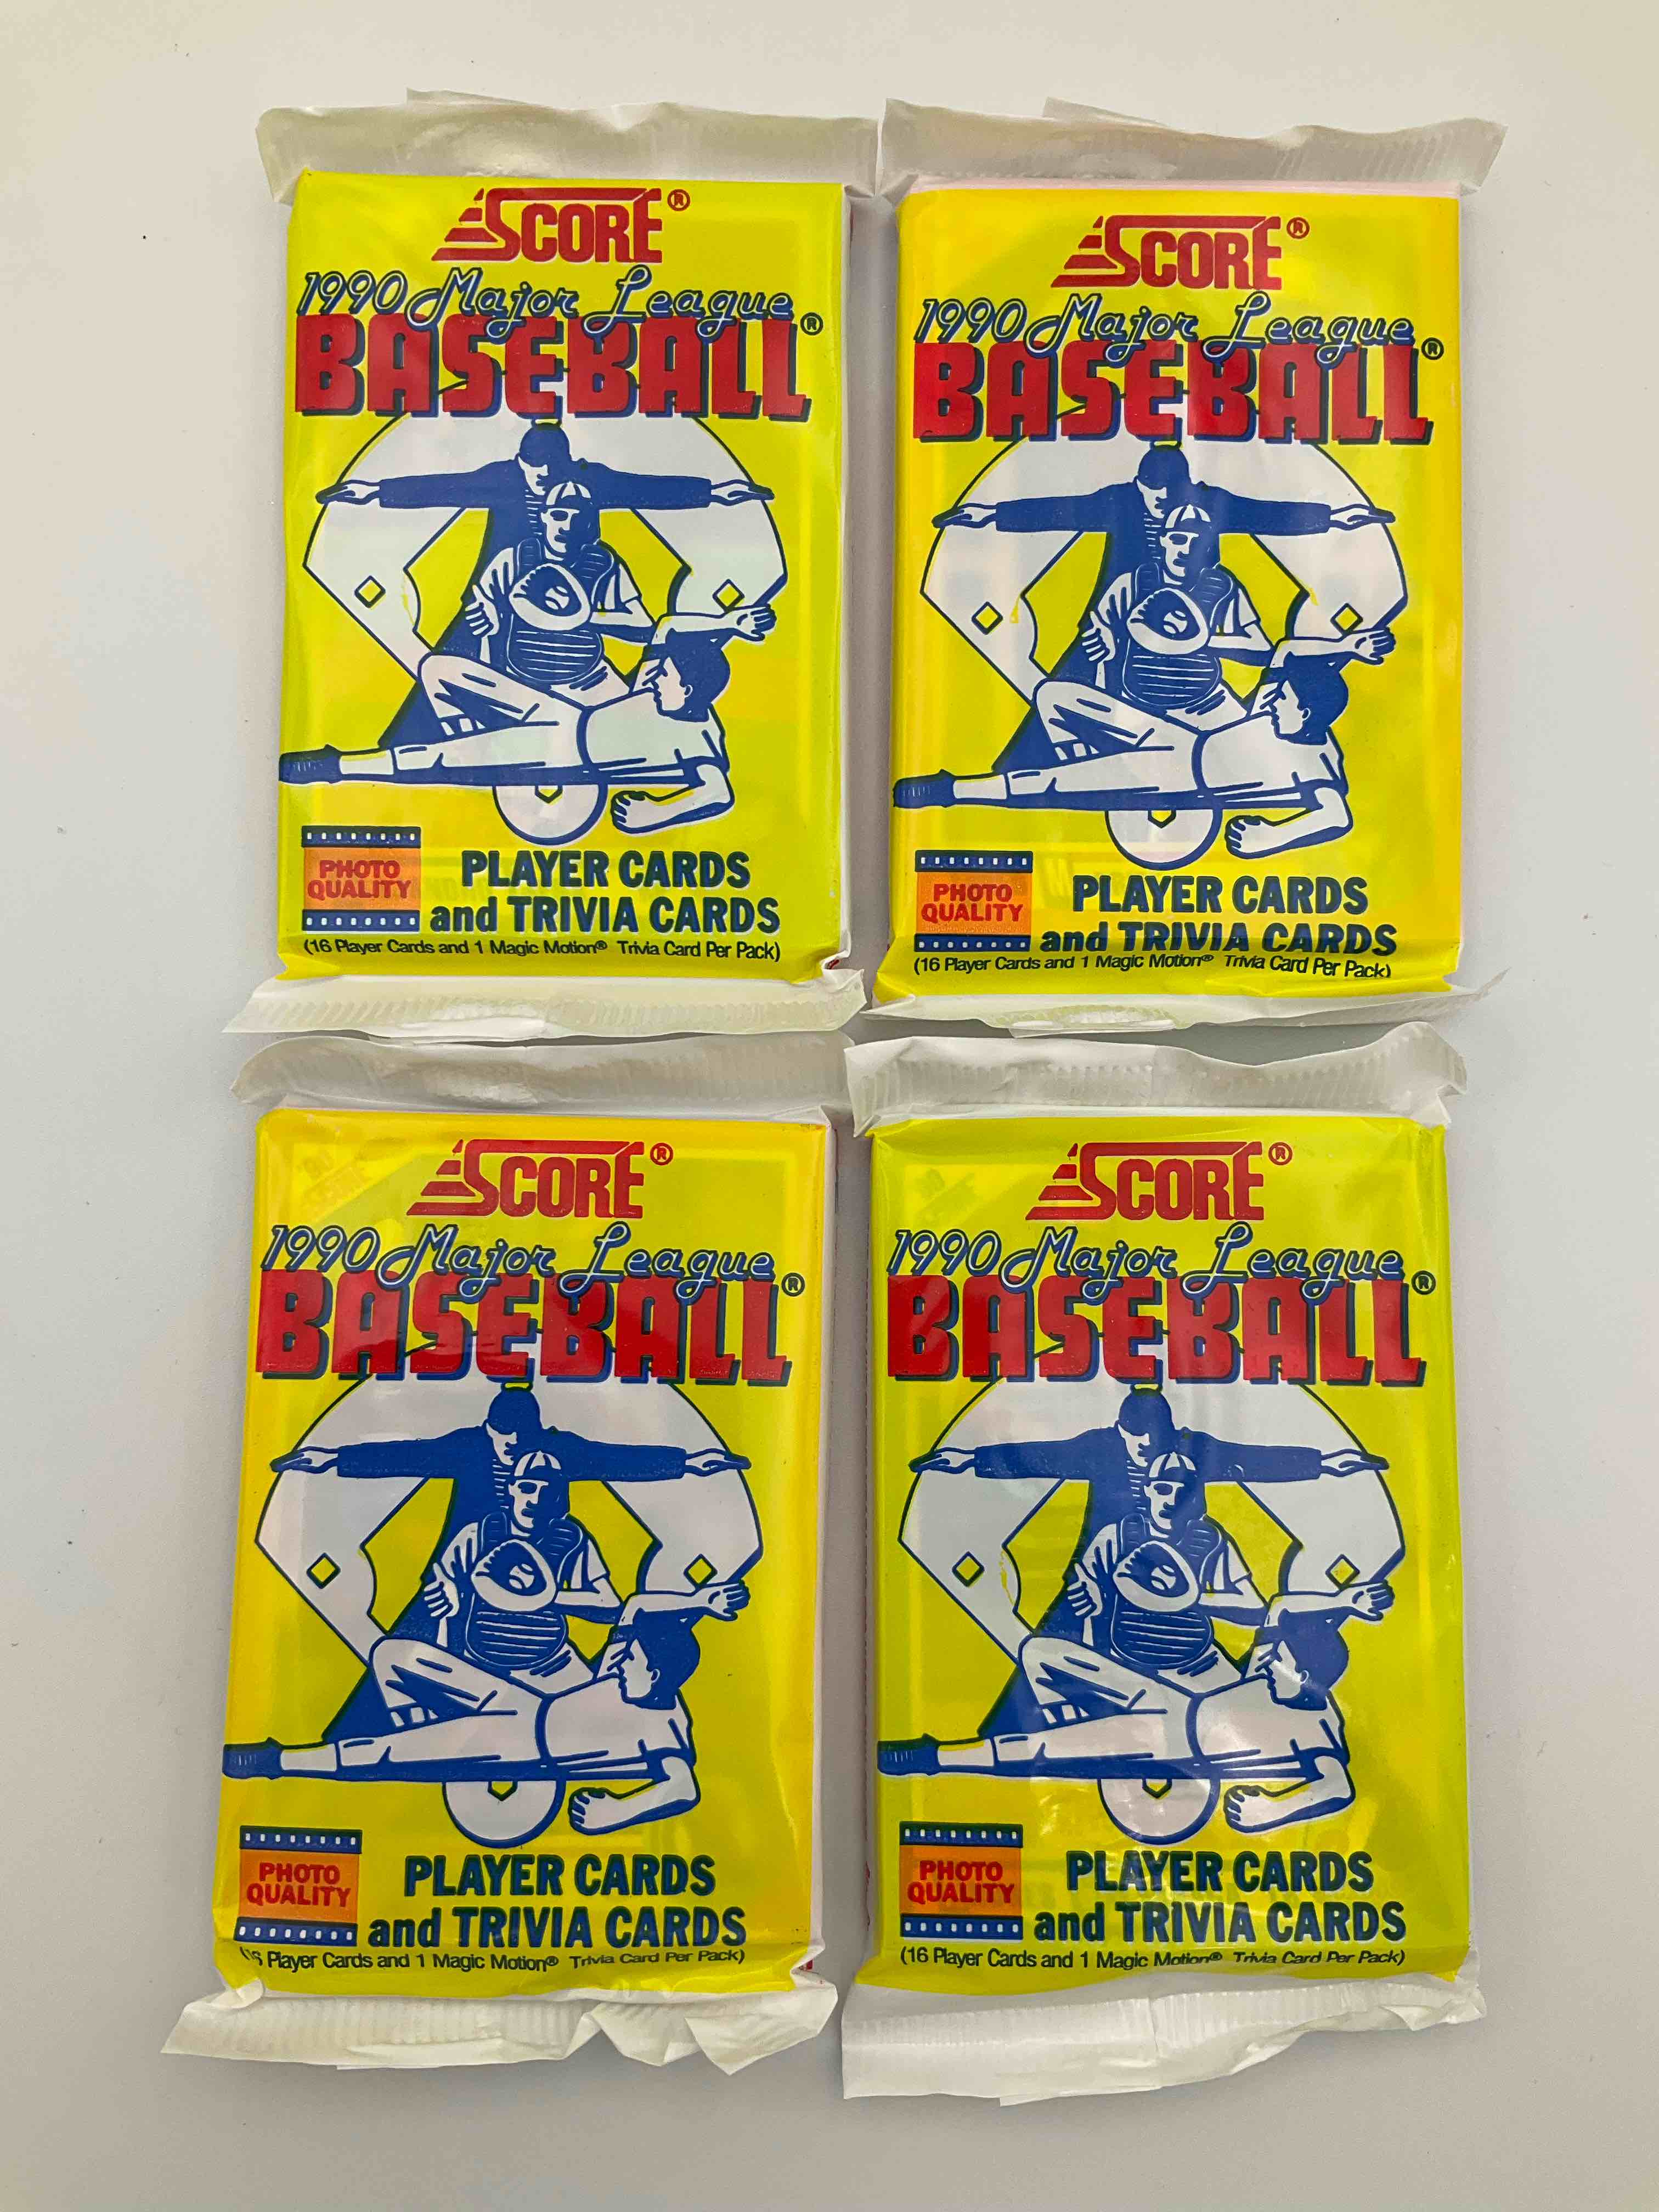 SCORE®
1990 Major League
BASEBALL®
PHOTO
QUALITY
PLAYER CARDS
and TRIVIA CARDS
(16 Player Cards and 1 Magic Motion® Trivia Card Per Pack)
SCORE®
1990 Major League
BASEBALL®
PHOTO
QUALITY
PLAYER CARDS
and TRIVIA CARDS
(16 Player Cards and 1 Magic Motion® Trivia Card Per Pack)
SCORE®
1990 Major League
BASEBALL®
PHOTO
QUALITY
PLAYER CARDS
and TRIVIA CARDS
Player Cards and 1 Magic Motion® Trivia Card Per Pack)
SCORE®
1990 Major League
BASEBALL®
PHOTO
QUALITY
PLAYER CARDS
and TRIVIA CARDS
(16 Player Cards and 1 Magic Motion® Trivia Card Per Pack)